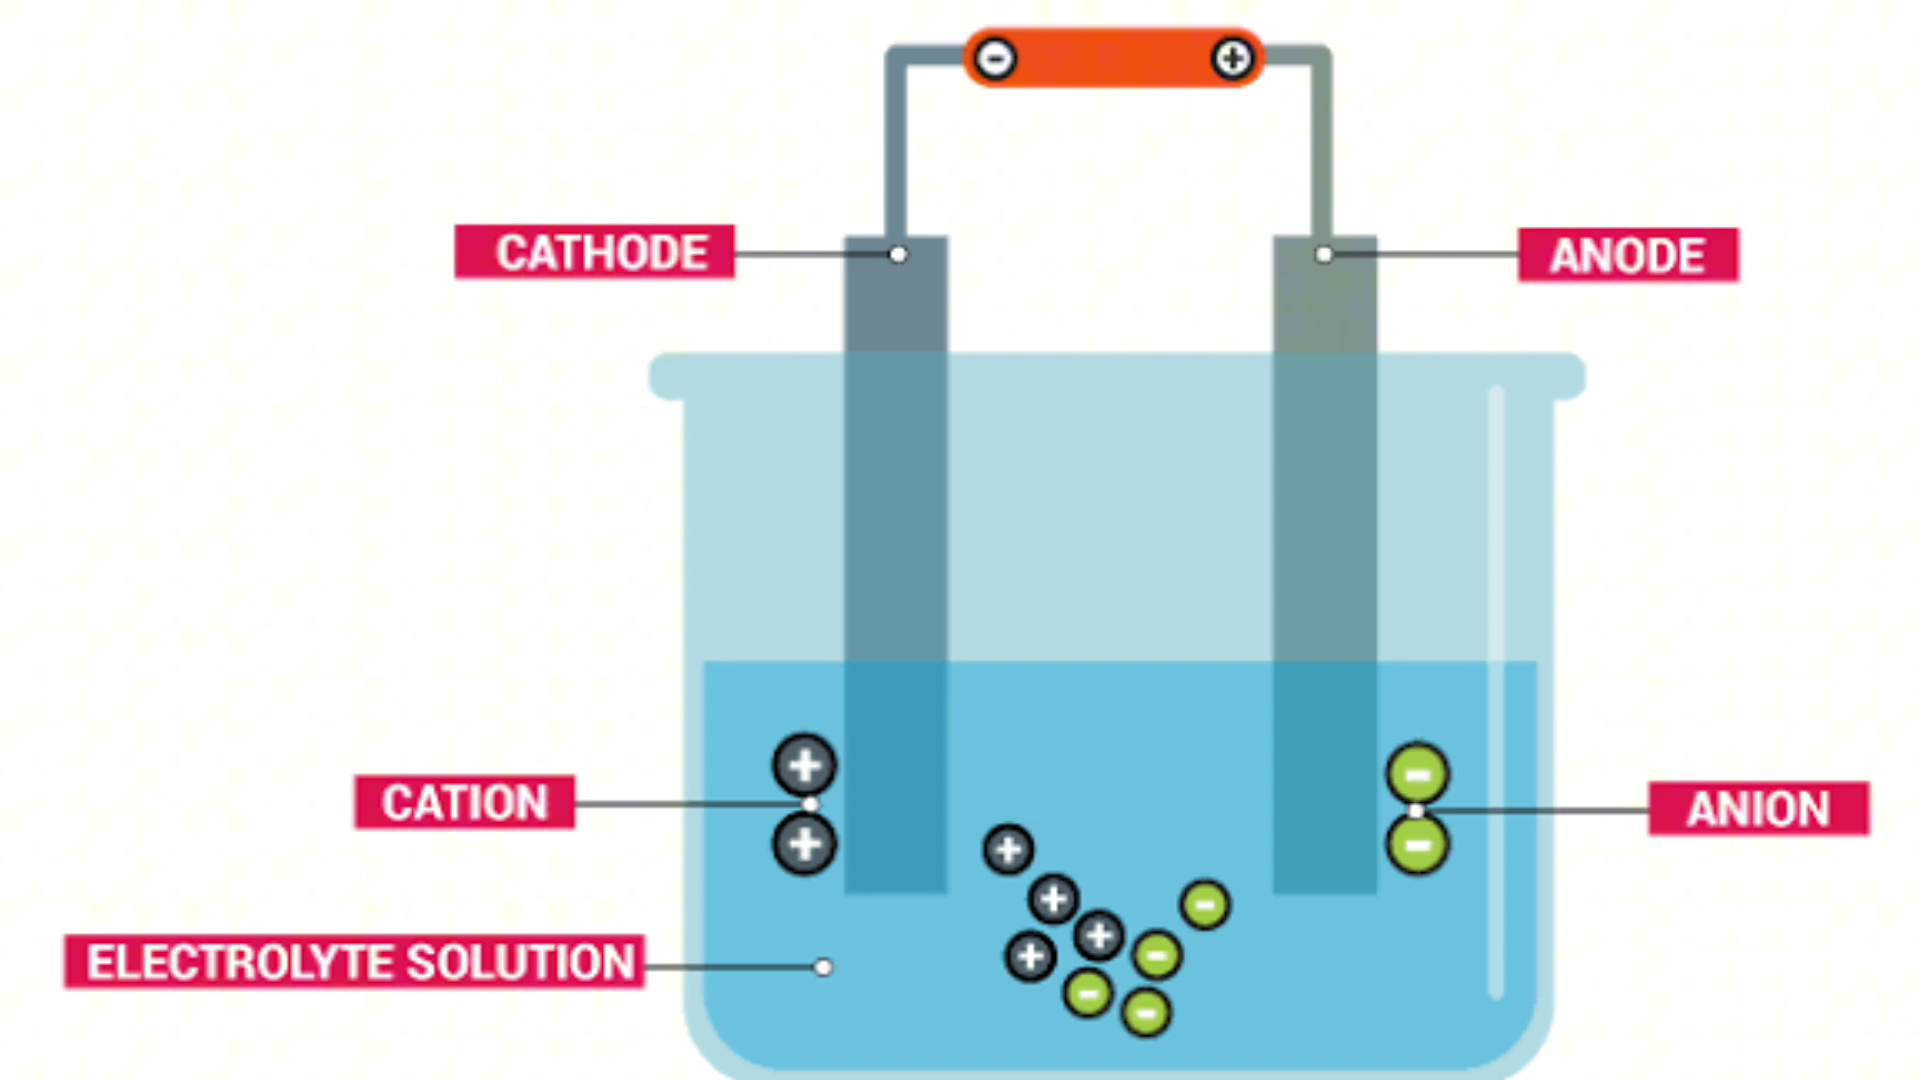 CATHODE
ANODE
CATION
ANION
ELECTROLYTE SOLUTION